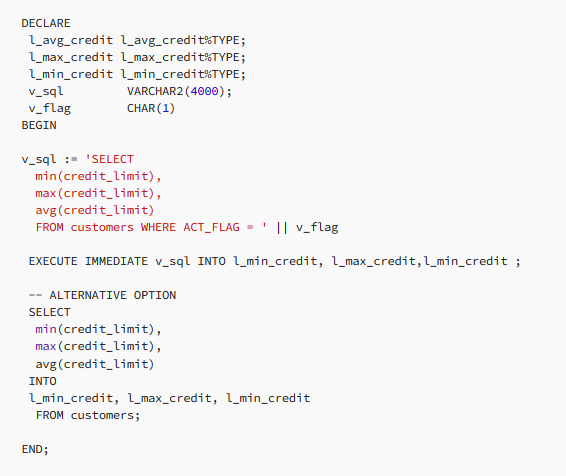 DECLARE
l_avg_credit l_avg_credit%TYPE;
l_max_credit l_max_credit%TYPE;
l_min_credit l_min_credit%TYPE;
v_sql VARCHAR2(4000);
v_flag CHAR(1)
BEGIN
v_sql := 'SELECT
min(credit_limit),
max(credit_limit),
avg(credit_limit)
FROM customers WHERE ACT_FLAG = ' || v_flag
EXECUTE IMMEDIATE v_sql INTO l_min_credit, l_max_credit,l_min_credit ;
-- ALTERNATIVE OPTION
SELECT
min(credit_limit),
max(credit_limit),
avg(credit_limit)
INTO
l_min_credit, l_max_credit, l_min_credit
FROM customers;
END;